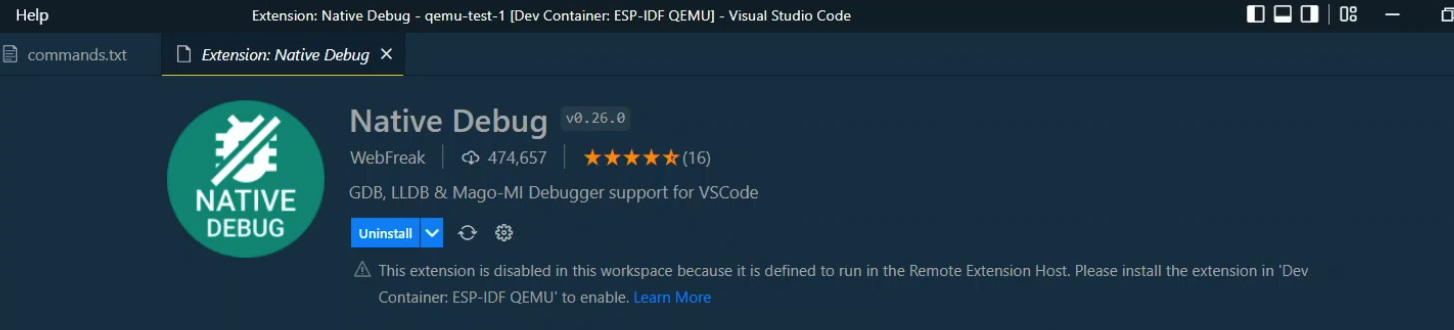 Help
Extension: Native Debug - qemu-test-1 [Dev Container: ESP-IDF QEMU] - Visual Studio Code
commands.txt
Extension: Native Debug
Native Debug v0.26.0
WebFreak 474,657 (16)
GDB, LLDB & Mago-MI Debugger support for VSCode
NATIVE
DEBUG
Uninstall
This extension is disabled in this workspace because it is defined to run in the Remote Extension Host. Please install the extension in 'Dev
Container: ESP-IDF QEMU' to enable. Learn More